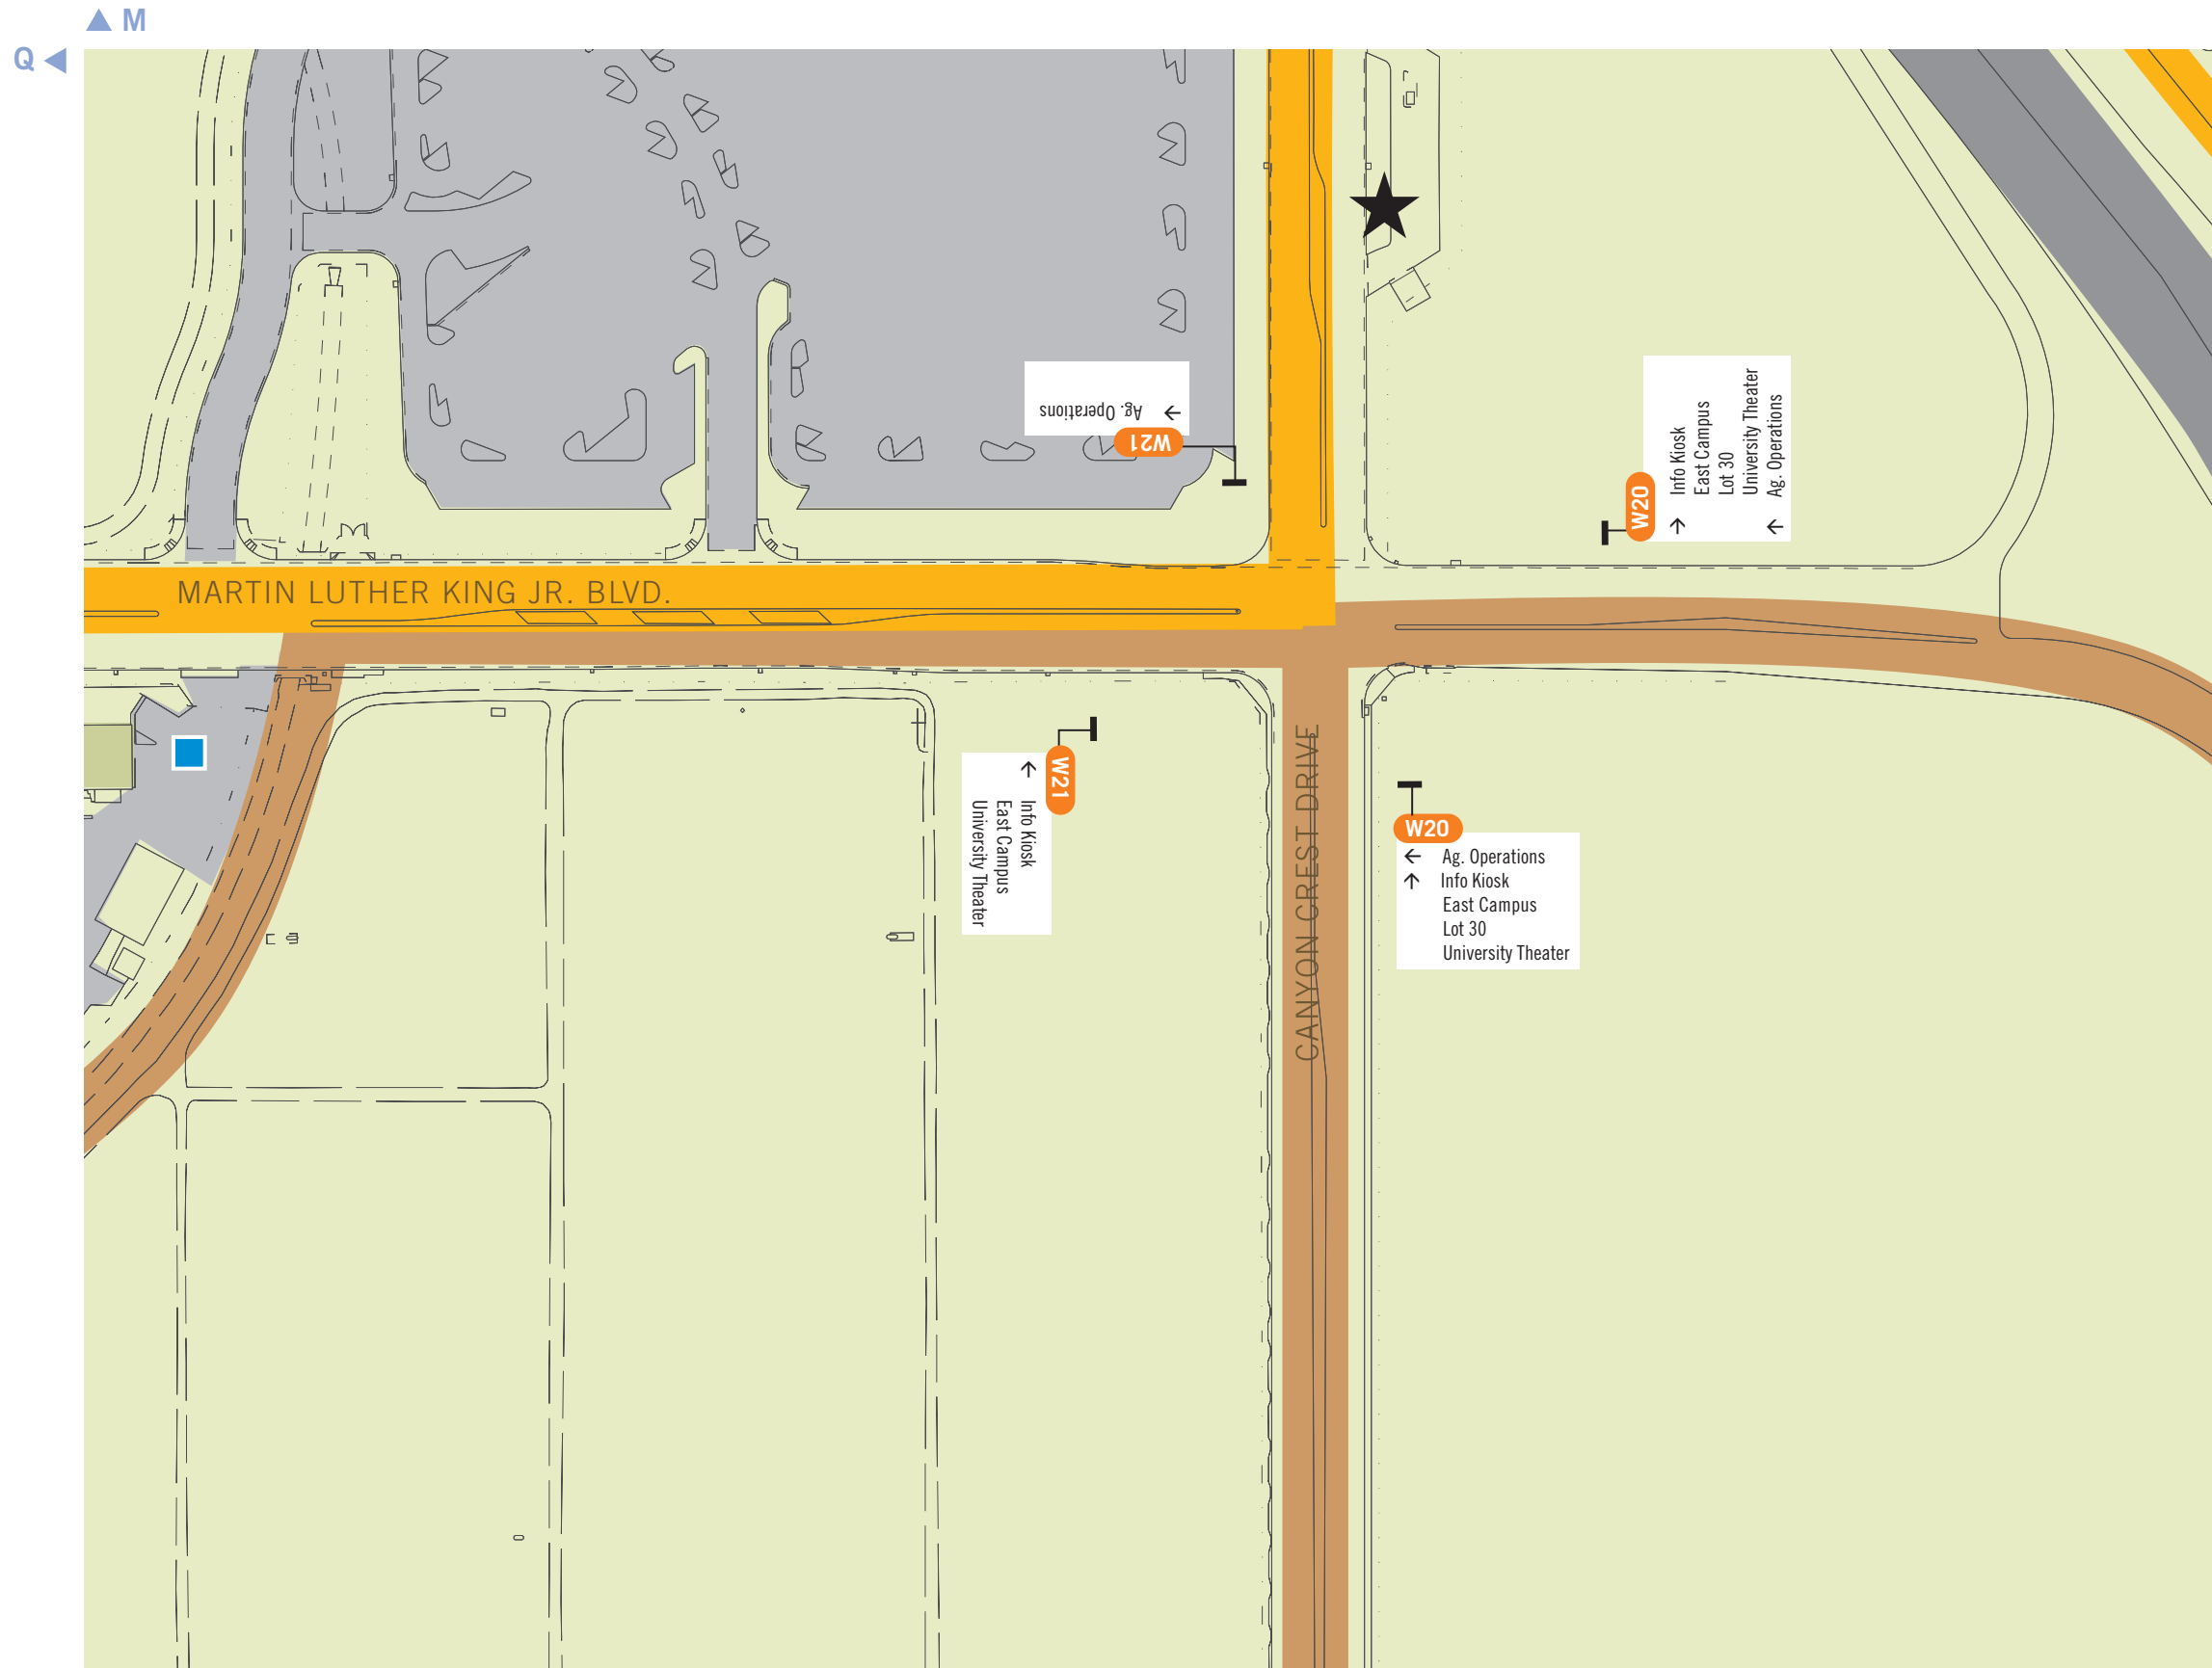 M
Q
Ag. Operations
W21
Info Kiosk
East Campus
Lot 30
University Theater
Ag. Operations
W20
MARTIN LUTHER KING JR. BLVD.
W21
Info Kiosk
East Campus
University Theater
CANYON CREST DRIVE
W20
Ag. Operations
Info Kiosk
East Campus
Lot 30
University Theater